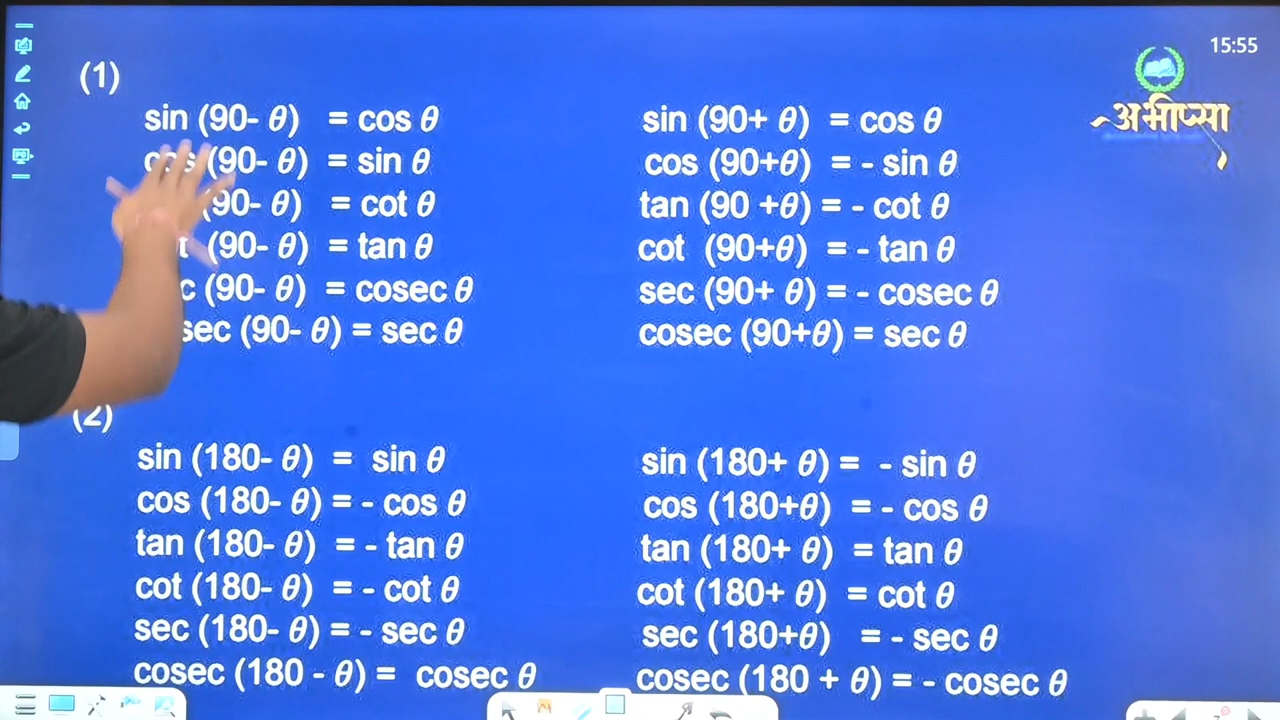 15:55
अभीप्सा
(1)
sin (90- θ) = cos θ
cos (90- θ) = sin θ
(90- θ) = cot θ
(90- θ) = tan θ
(90- θ) = cosec θ
(90- θ) = sec θ
sin (90+ θ) = cos θ
cos (90+θ) = - sin θ
tan (90 +θ) = - cot θ
cot (90+θ) = - tan θ
sec (90+ θ) = - cosec θ
cosec (90+θ) = sec θ
(2)
sin (180- θ) = sin θ
cos (180- θ) = - cos θ
tan (180- θ) = - tan θ
cot (180- θ) = - cot θ
sec (180- θ) = - sec θ
cosec (180 - θ) = cosec θ
sin (180+ θ) = - sin θ
cos (180+θ) = - cos θ
tan (180+ θ) = tan θ
cot (180+ θ) = cot θ
sec (180+θ) = - sec θ
cosec (180 + θ) = - cosec θ